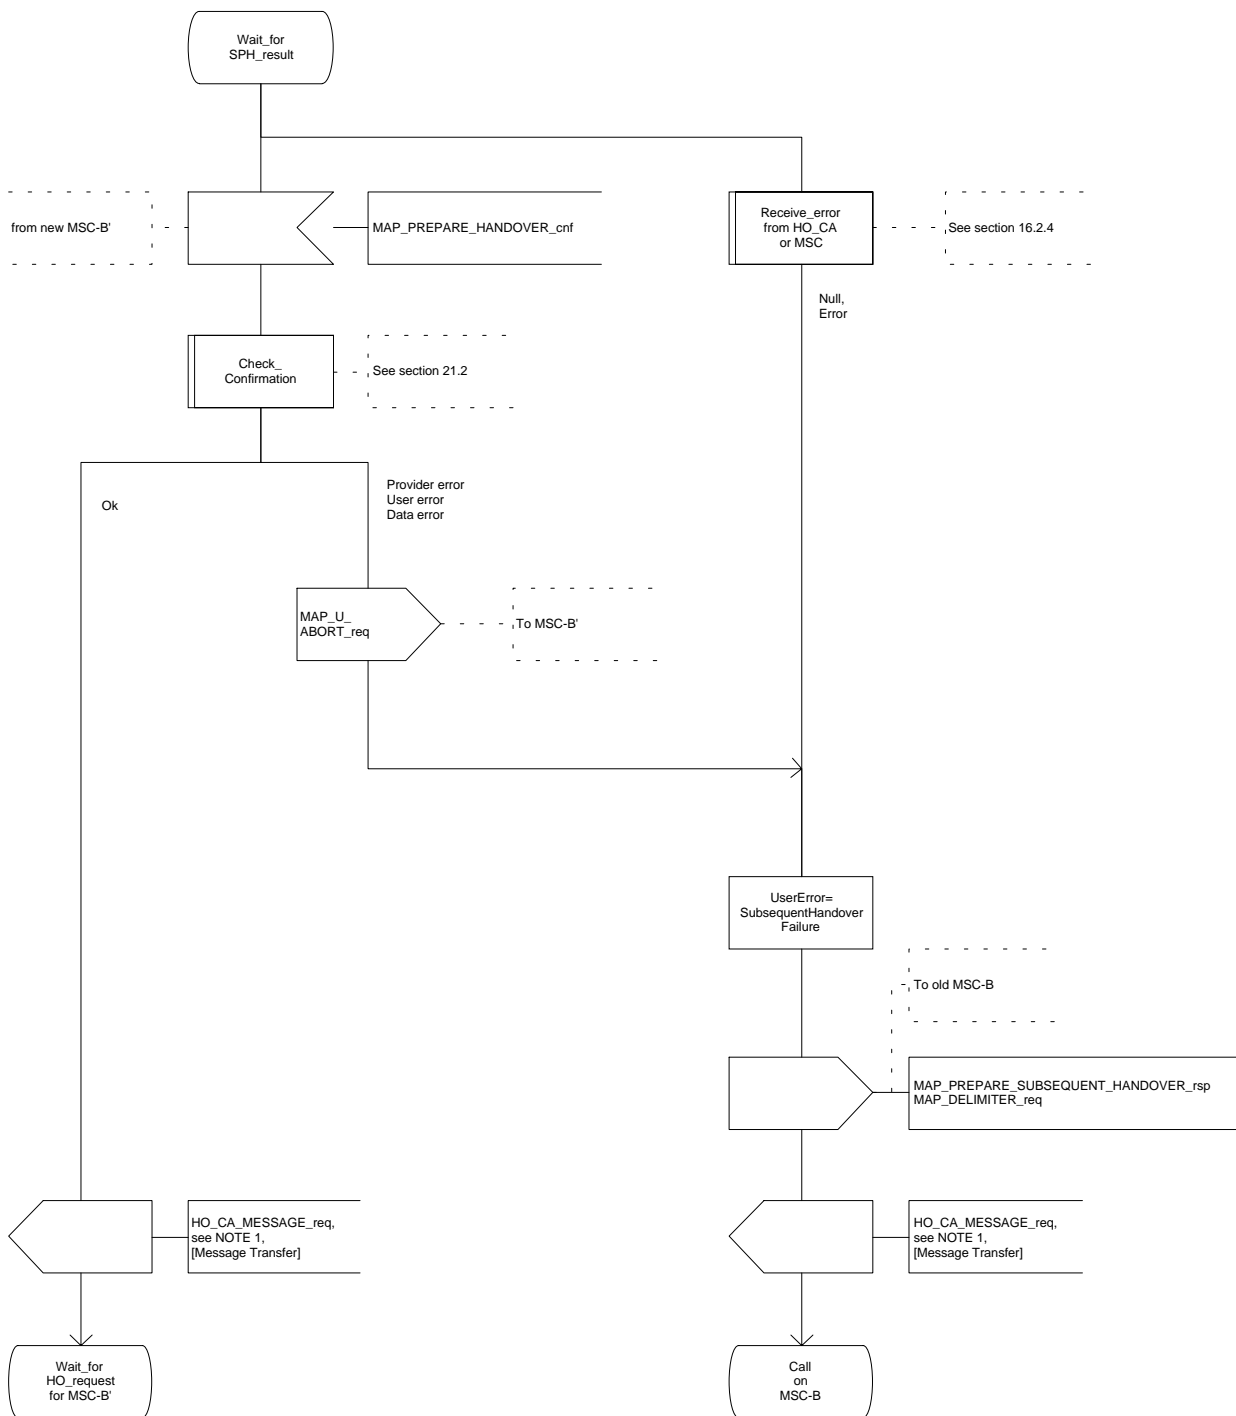 Wait_for
SPH_result
from new MSC-B'
MAP_PREPARE_HANDOVER_cnf
Receive_error
from HO_CA
or MSC
See section 16.2.4
Null,
Error
Check_
Confirmation
See section 21.2
Ok
Provider error
User error
Data error
MAP_U_
ABORT_req
To MSC-B'
UserError=
SubsequentHandover
Failure
To old MSC-B
MAP_PREPARE_SUBSEQUENT_HANDOVER_rsp
MAP_DELIMITER_req
HO_CA_MESSAGE_req,
see NOTE 1,
[Message Transfer]
HO_CA_MESSAGE_req,
see NOTE 1,
[Message Transfer]
Wait_for
HO_request
for MSC-B'
Call
on
MSC-B